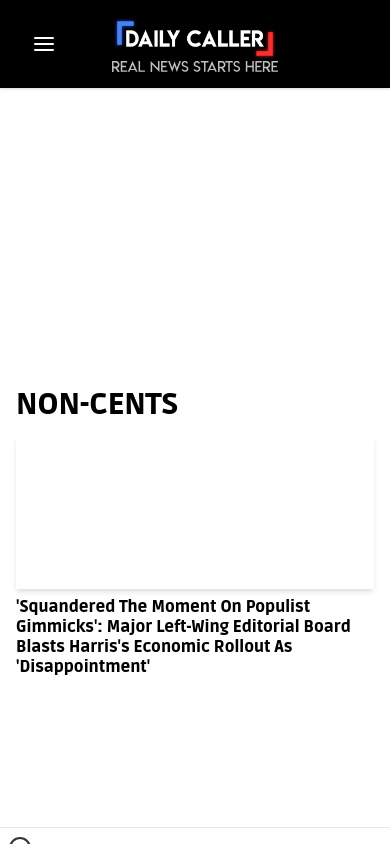 DAILY CALLER
REAL NEWS STARTS HERE
NON-CENTS
'Squandered The Moment On Populist
Gimmicks': Major Left-Wing Editorial Board
Blasts Harris's Economic Rollout As
'Disappointment'